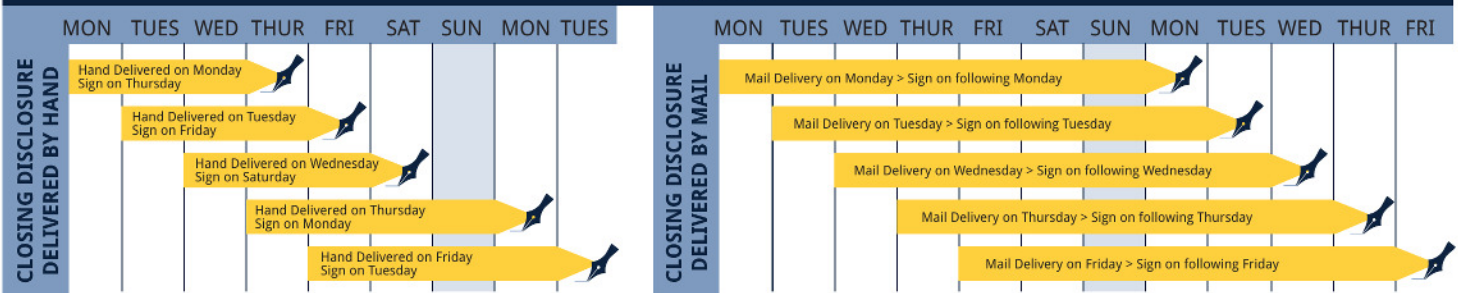 MON TUES WED THUR FRI SAT SUN MON TUES
CLOSING DISCLOSURE
DELIVERED BY HAND
Hand Delivered on Monday
Sign on Thursday
Hand Delivered on Tuesday
Sign on Friday
Hand Delivered on Wednesday
Sign on Saturday
Hand Delivered on Thursday
Sign on Monday
Hand Delivered on Friday
Sign on Tuesday
MON TUES WED THUR FRI SAT SUN MON TUES WED THUR FRI
CLOSING DISCLOSURE
DELIVERED BY MAIL
Mail Delivery on Monday > Sign on following Monday
Mail Delivery on Tuesday > Sign on following Tuesday
Mail Delivery on Wednesday > Sign on following Wednesday
Mail Delivery on Thursday > Sign on following Thursday
Mail Delivery on Friday > Sign on following Friday